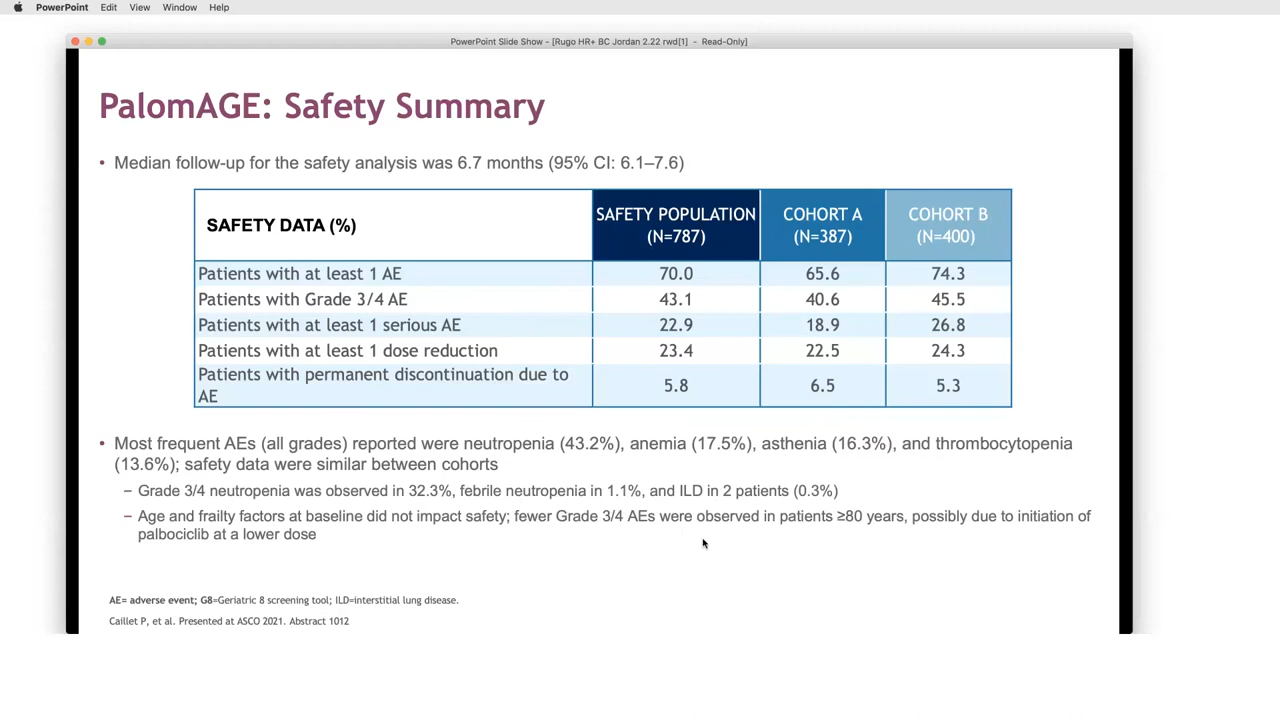 PowerPoint Edit View Window Help
PowerPoint Slide Show - [Rugo HR+ BC Jordan 2.22 rwd[1] - Read-Only]
PalomAGE: Safety Summary
• Median follow-up for the safety analysis was 6.7 months (95% CI: 6.1–7.6)
SAFETY DATA (%) SAFETY POPULATION (N=787) COHORT A (N=387) COHORT B (N=400)
Patients with at least 1 AE 70.0 65.6 74.3
Patients with Grade 3/4 AE 43.1 40.6 45.5
Patients with at least 1 serious AE 22.9 18.9 26.8
Patients with at least 1 dose reduction 23.4 22.5 24.3
Patients with permanent discontinuation due to AE 5.8 6.5 5.3
• Most frequent AEs (all grades) reported were neutropenia (43.2%), anemia (17.5%), asthenia (16.3%), and thrombocytopenia
(13.6%); safety data were similar between cohorts
– Grade 3/4 neutropenia was observed in 32.3%, febrile neutropenia in 1.1%, and ILD in 2 patients (0.3%)
– Age and frailty factors at baseline did not impact safety; fewer Grade 3/4 AEs were observed in patients ≥80 years, possibly due to initiation of
palbociclib at a lower dose
AE= adverse event; G8=Geriatric 8 screening tool; ILD=interstitial lung disease.
Caillet P, et al. Presented at ASCO 2021. Abstract 1012